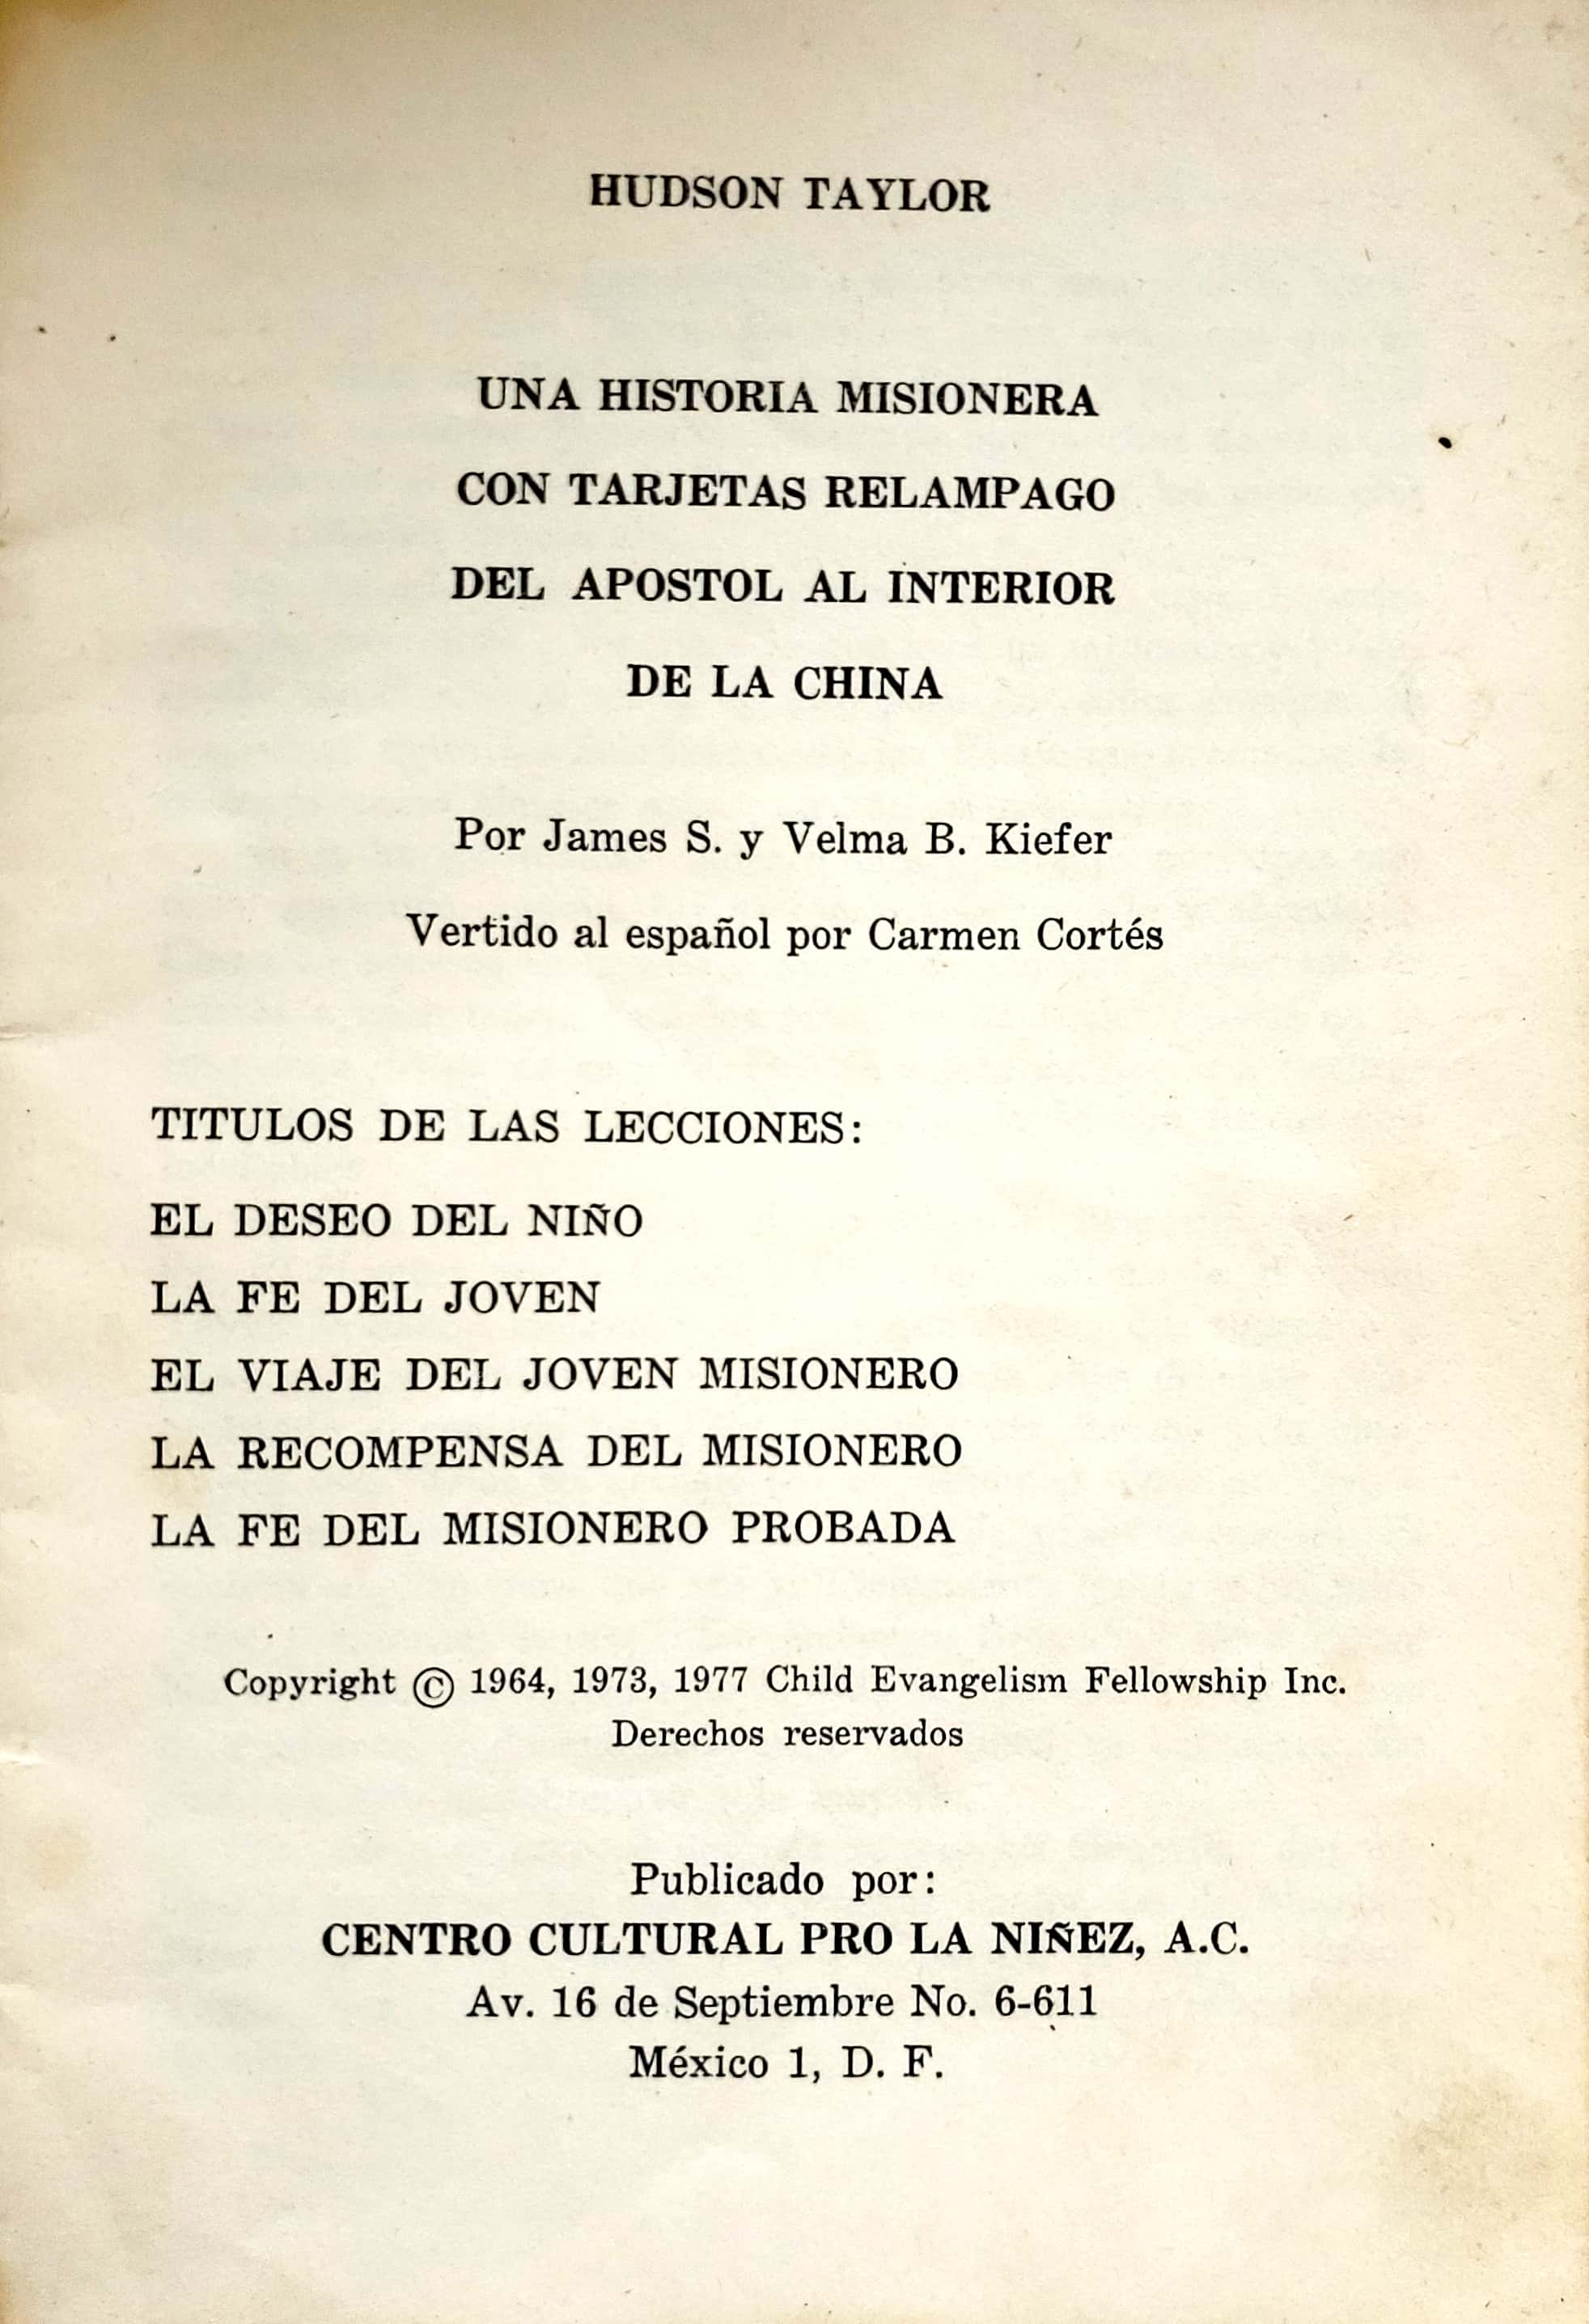 HUDSON TAYLOR
UNA HISTORIA MISIONERA
CON TARJETAS RELAMPAGO
DEL APOSTOL AL INTERIOR
DE LA CHINA
Por James S. y Velma B. Kiefer
Vertido al español por Carmen Cortés
TITULOS DE LAS LECCIONES:
EL DESEO DEL NIÑO
LA FE DEL JOVEN
EL VIAJE DEL JOVEN MISIONERO
LA RECOMPENSA DEL MISIONERO
LA FE DEL MISIONERO PROBADA
Copyright © 1964, 1973, 1977 Child Evangelism Fellowship Inc.
Derechos reservados
Publicado por:
CENTRO CULTURAL PRO LA NIÑEZ, A.C.
Av. 16 de Septiembre No. 6-611
México 1, D. F.